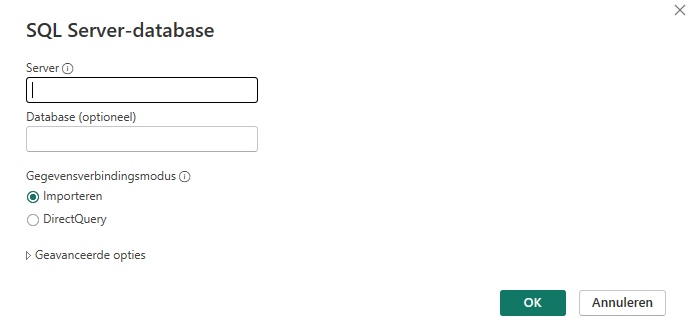 SQL Server-database
Server
Database (optioneel)
Gegevensverbindingsmodus
Importeren
DirectQuery
Geavanceerde opties
OK Annuleren